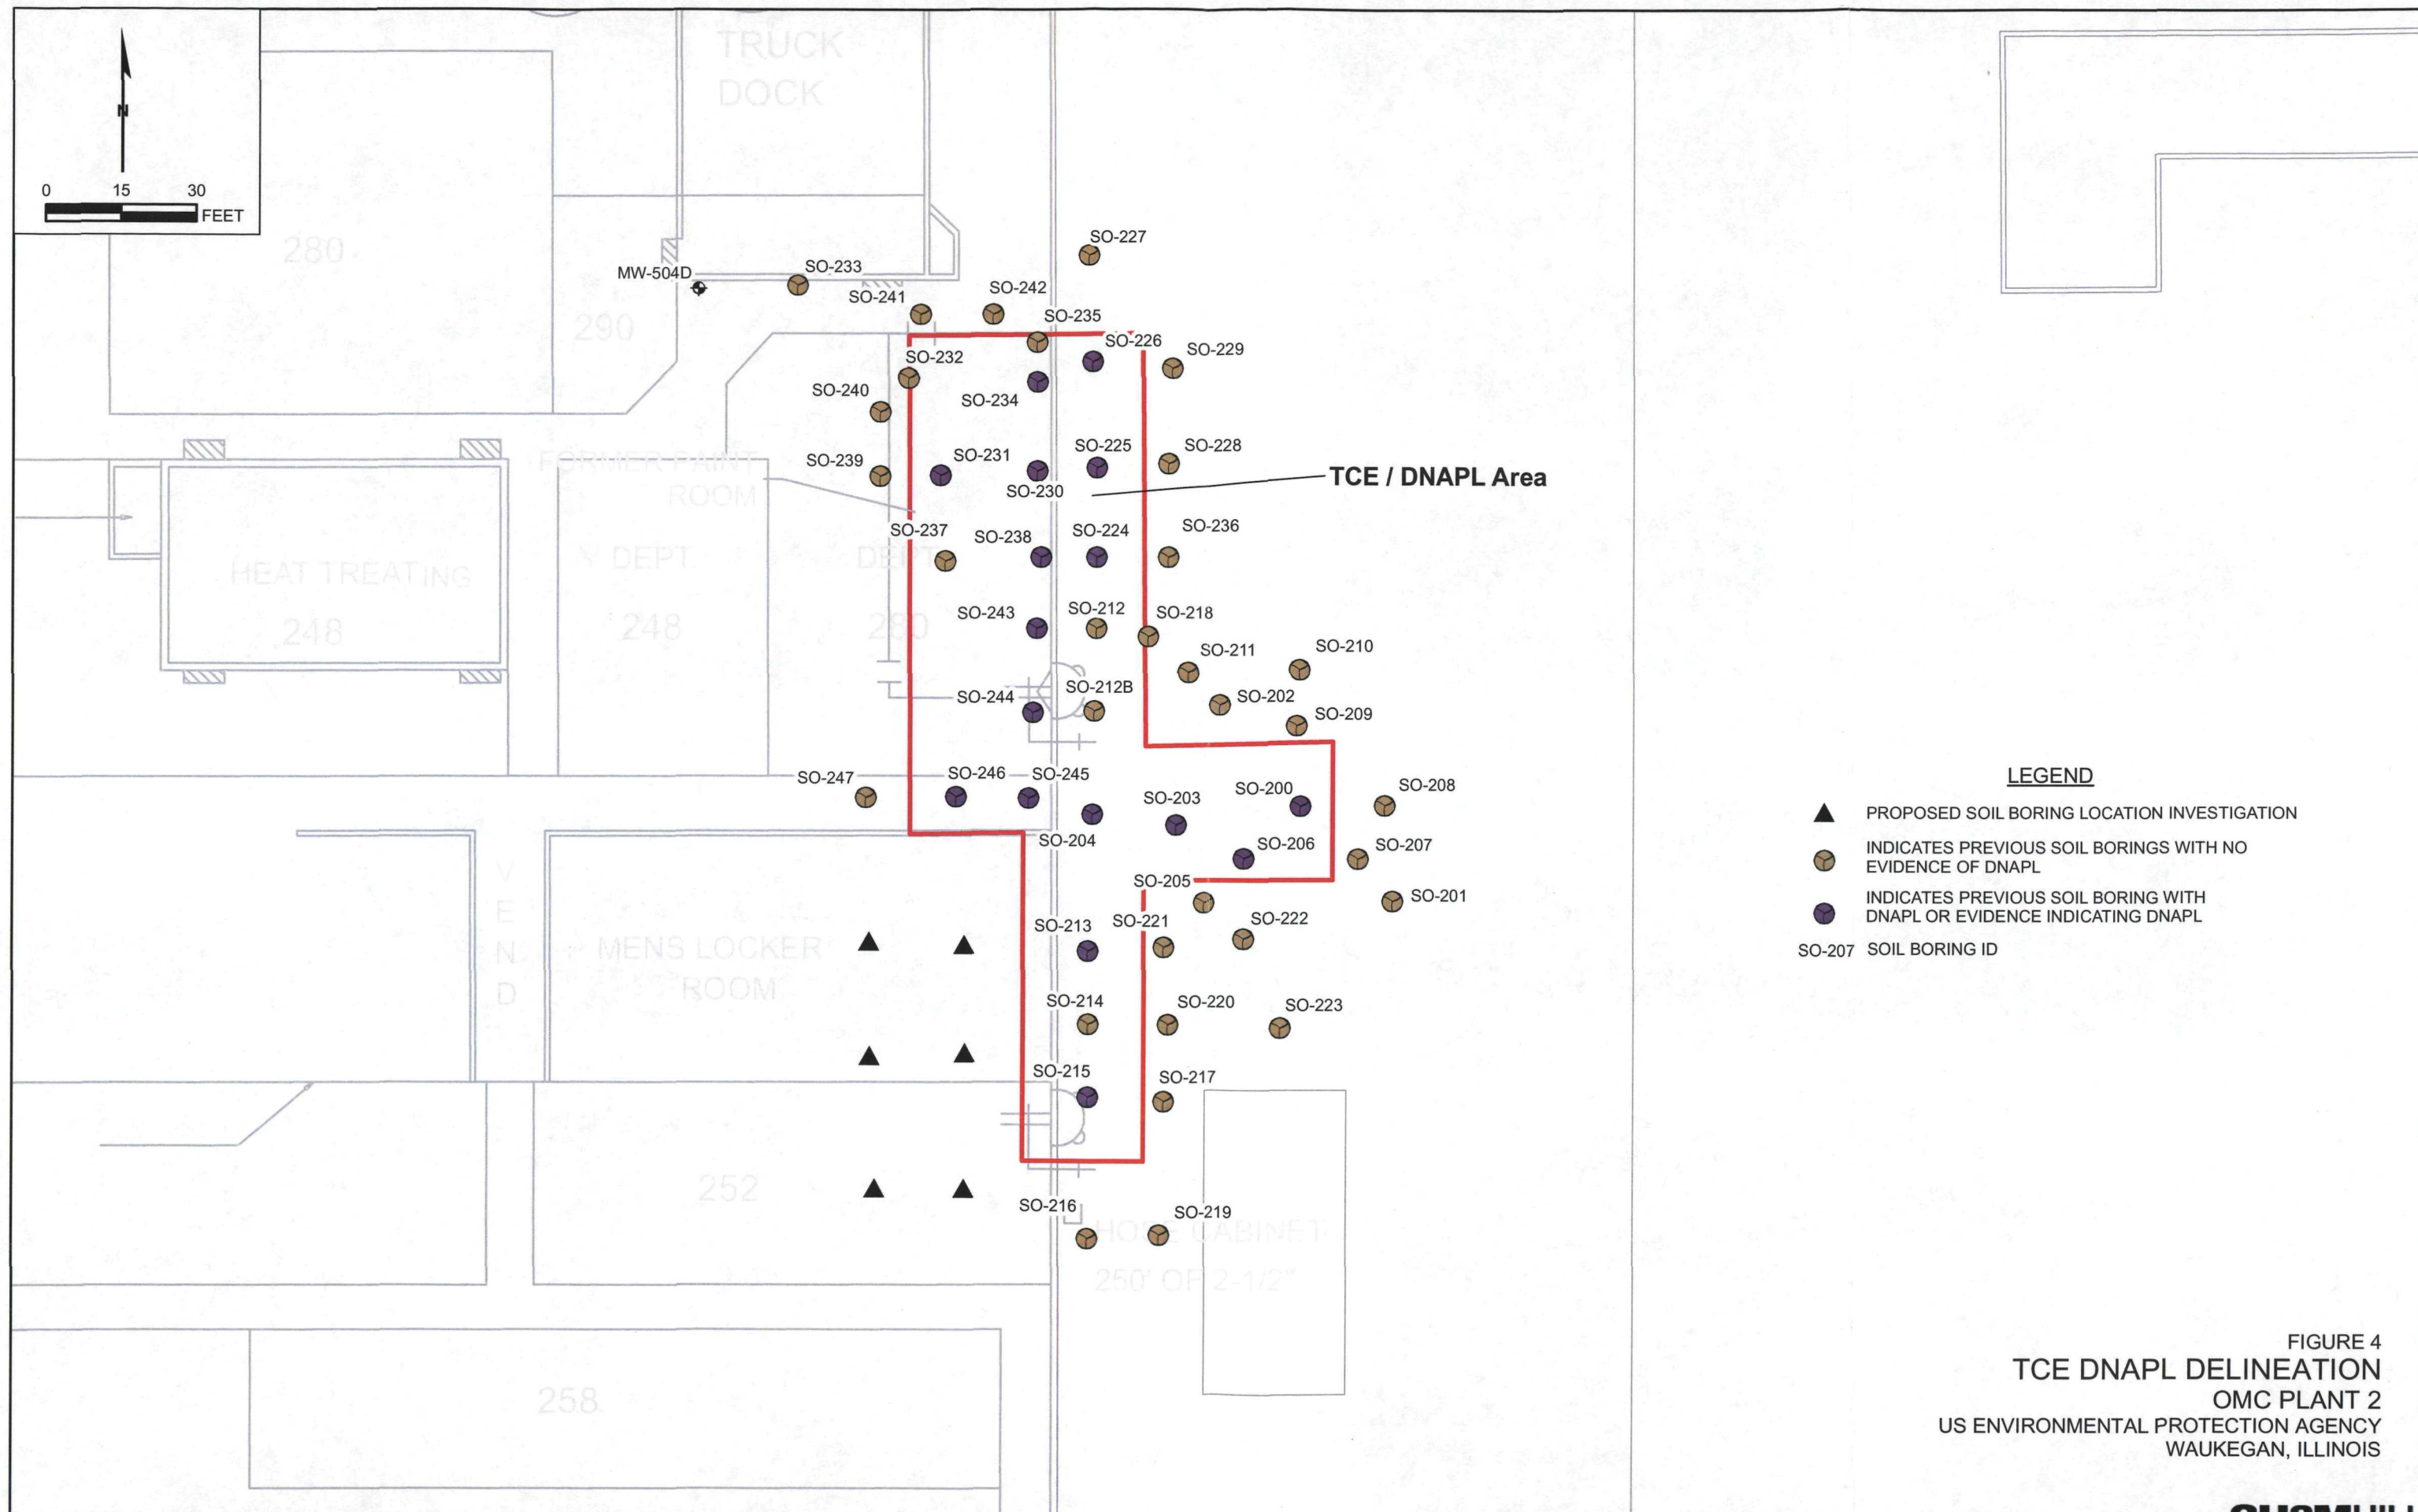 TRUCK
DOCK
N
0 15 30
FEET
280
290
MW-504D
SO-233
SO-227
SO-241
SO-242
SO-235
SO-226
SO-229
SO-232
SO-240
SO-234
FORMER PAINT
ROOM
SO-239
SO-231
SO-225
SO-228
SO-230
TCE / DNAPL Area
SO-237
SO-238
SO-224
SO-236
HEAT TREATING
248
DEPT.
248
DEPT
280
SO-243
SO-212
SO-218
SO-211
SO-210
SO-244
SO-212B
SO-202
SO-209
SO-247
SO-246
SO-245
SO-203
SO-200
SO-208
SO-204
SO-206
SO-207
SO-205
SO-201
VEND
MENS LOCKER
ROOM
SO-213
SO-221
SO-222
SO-214
SO-220
SO-223
SO-215
SO-217
252
SO-216
SO-219
HOSE CABINET
250' OF 2-1/2"
258
LEGEND
PROPOSED SOIL BORING LOCATION INVESTIGATION
INDICATES PREVIOUS SOIL BORINGS WITH NO
EVIDENCE OF DNAPL
INDICATES PREVIOUS SOIL BORING WITH
DNAPL OR EVIDENCE INDICATING DNAPL
SO-207 SOIL BORING ID
FIGURE 4
TCE DNAPL DELINEATION
OMC PLANT 2
US ENVIRONMENTAL PROTECTION AGENCY
WAUKEGAN, ILLINOIS